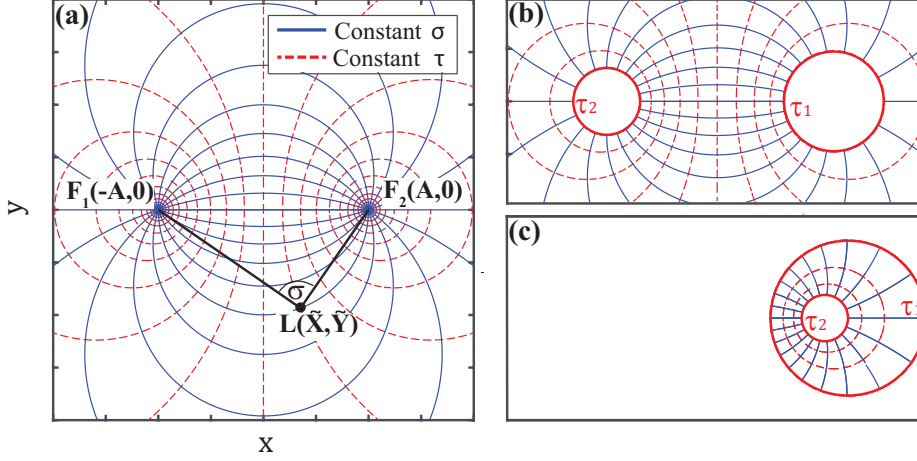 (a)
Constant σ
Constant τ
F₁(-A,0)
F₂(A,0)
σ
L(X̃,Ỹ)
y
x
(b)
τ₂
τ₁
(c)
τ₂